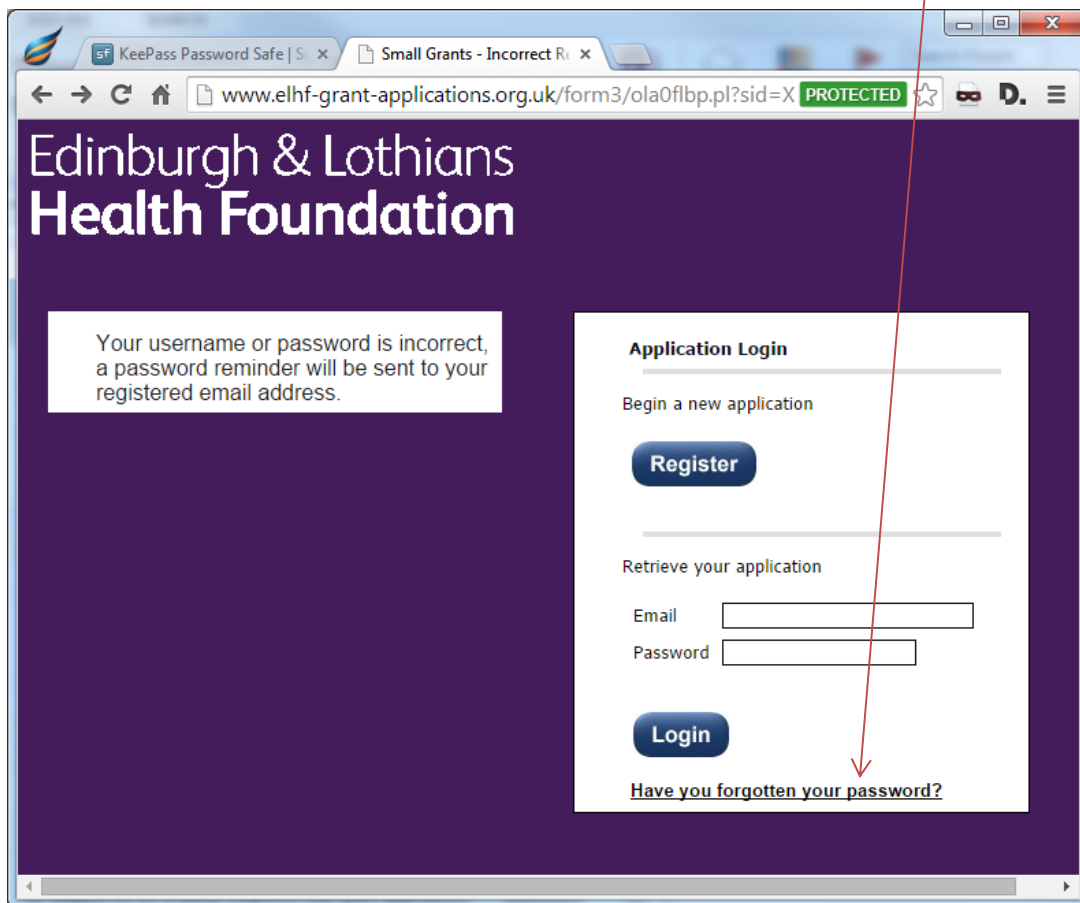 sf KeePass Password Safe | S
Small Grants - Incorrect Re
www.elhf-grant-applications.org.uk/form3/ola0flbp.pl?sid=X PROTECTED D.
Edinburgh & Lothians
Health Foundation
Your username or password is incorrect,
a password reminder will be sent to your
registered email address.
Application Login
Begin a new application
Register
Retrieve your application
Email
Password
Login
Have you forgotten your password?